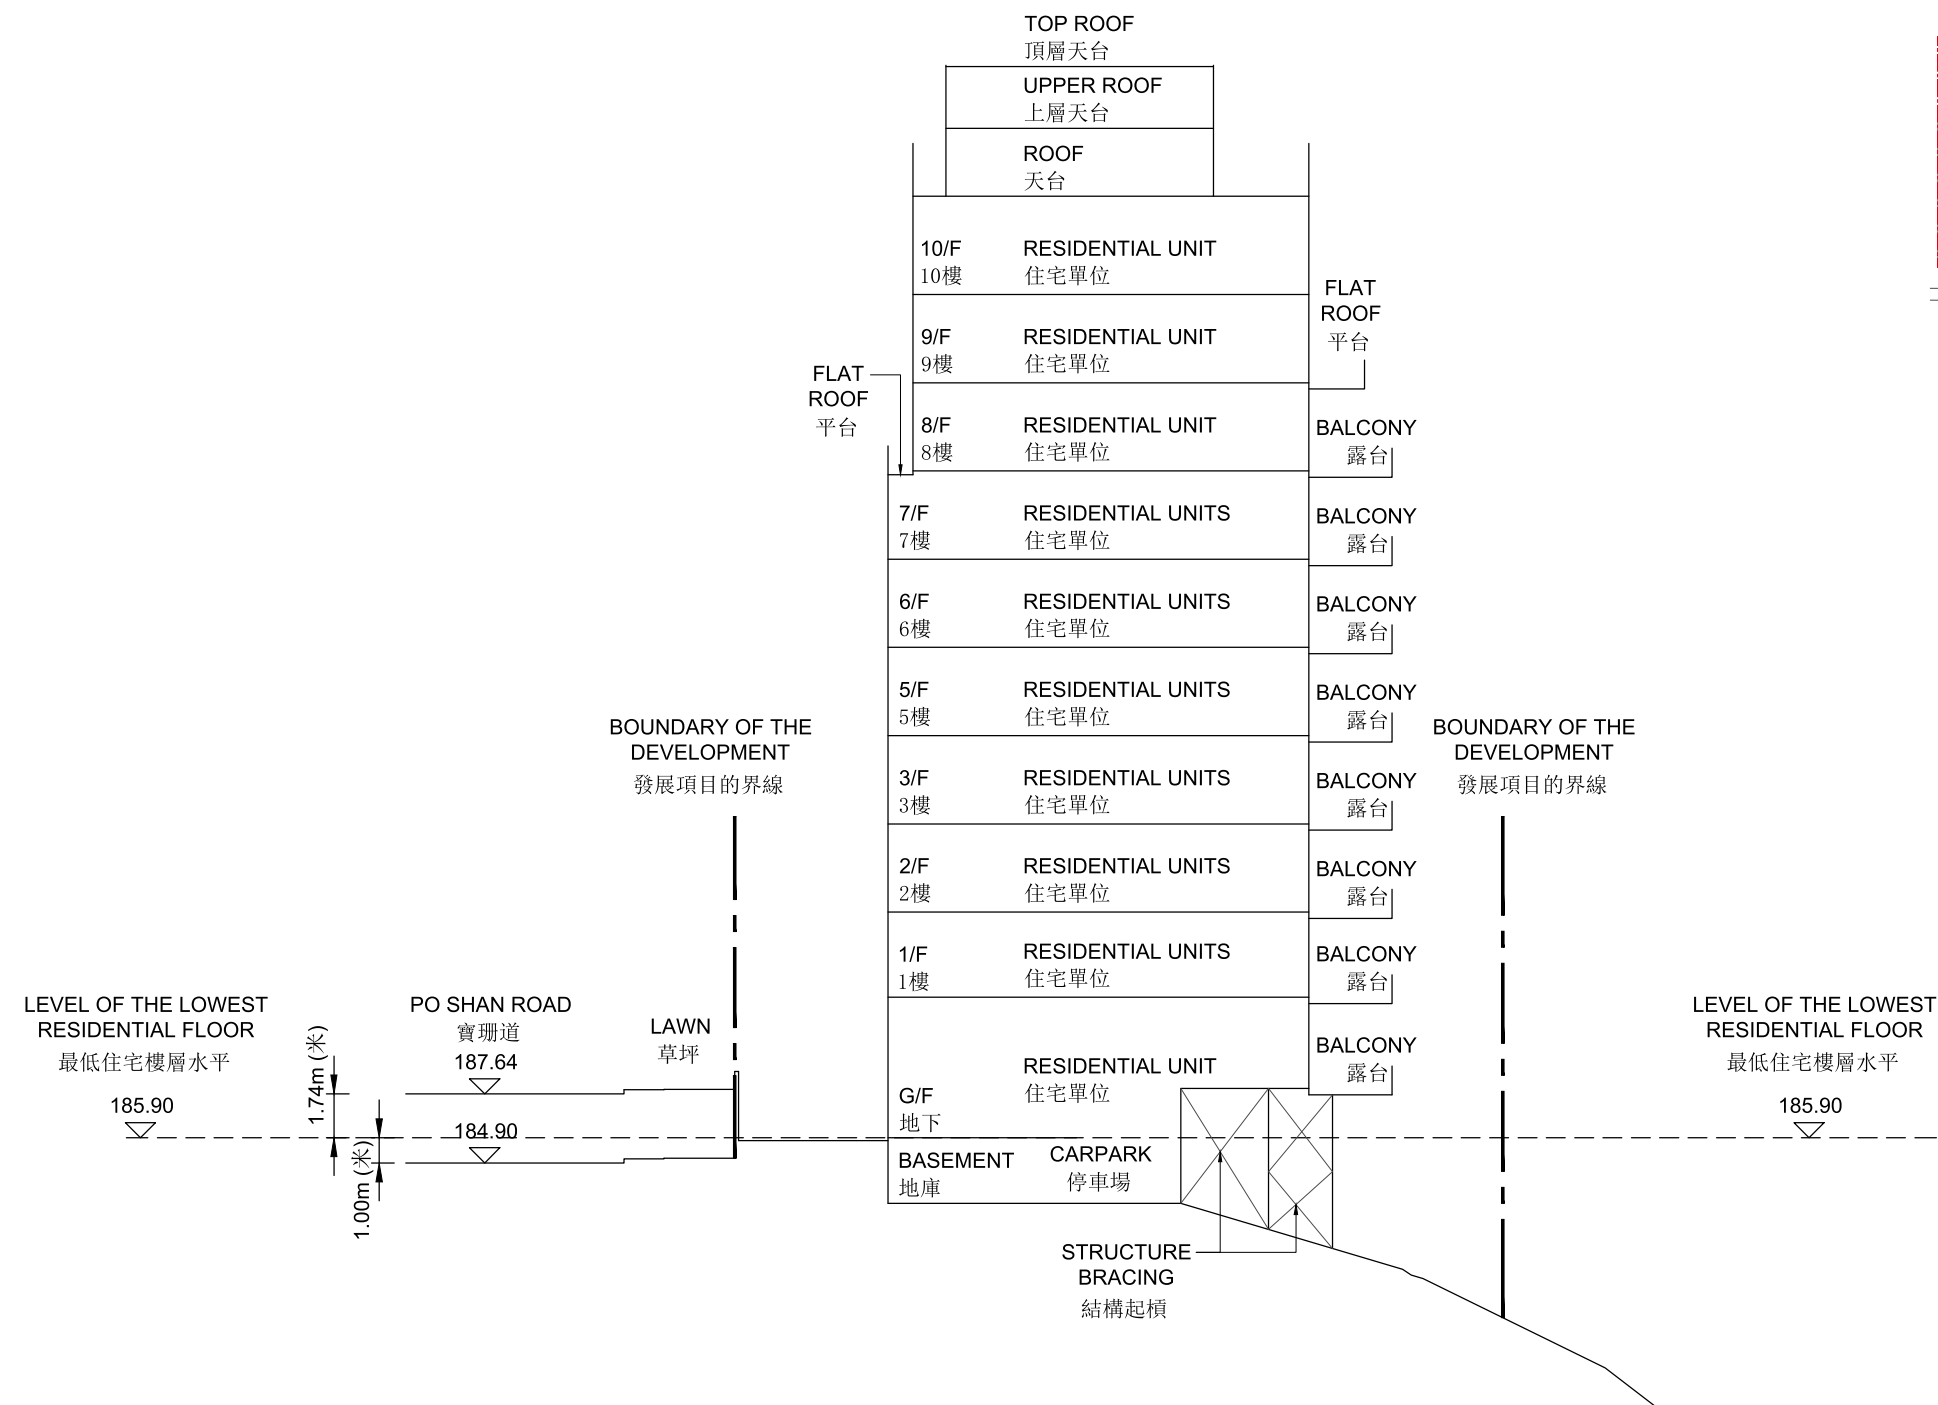 TOP ROOF
頂層天台
UPPER ROOF
上層天台
ROOF
天台
10/F RESIDENTIAL UNIT
10樓 住宅單位
FLAT
ROOF
平台
9/F RESIDENTIAL UNIT
9樓 住宅單位
FLAT
ROOF
平台
8/F RESIDENTIAL UNIT BALCONY
8樓 住宅單位 露台
7/F RESIDENTIAL UNITS BALCONY
7樓 住宅單位 露台
6/F RESIDENTIAL UNITS BALCONY
6樓 住宅單位 露台
5/F RESIDENTIAL UNITS BALCONY
5樓 住宅單位 露台
BOUNDARY OF THE
DEVELOPMENT
發展項目的界線
BOUNDARY OF THE
DEVELOPMENT
發展項目的界線
3/F RESIDENTIAL UNITS BALCONY
3樓 住宅單位 露台
2/F RESIDENTIAL UNITS BALCONY
2樓 住宅單位 露台
1/F RESIDENTIAL UNITS BALCONY
1樓 住宅單位 露台
LEVEL OF THE LOWEST
RESIDENTIAL FLOOR
最低住宅樓層水平
185.90
1.74m (米)
1.00m (米)
PO SHAN ROAD
寶珊道
187.64
184.90
LAWN
草坪
RESIDENTIAL UNIT BALCONY
住宅單位 露台
G/F
地下
BASEMENT CARPARK
地庫 停車場
STRUCTURE
BRACING
結構起樍
LEVEL OF THE LOWEST
RESIDENTIAL FLOOR
最低住宅樓層水平
185.90